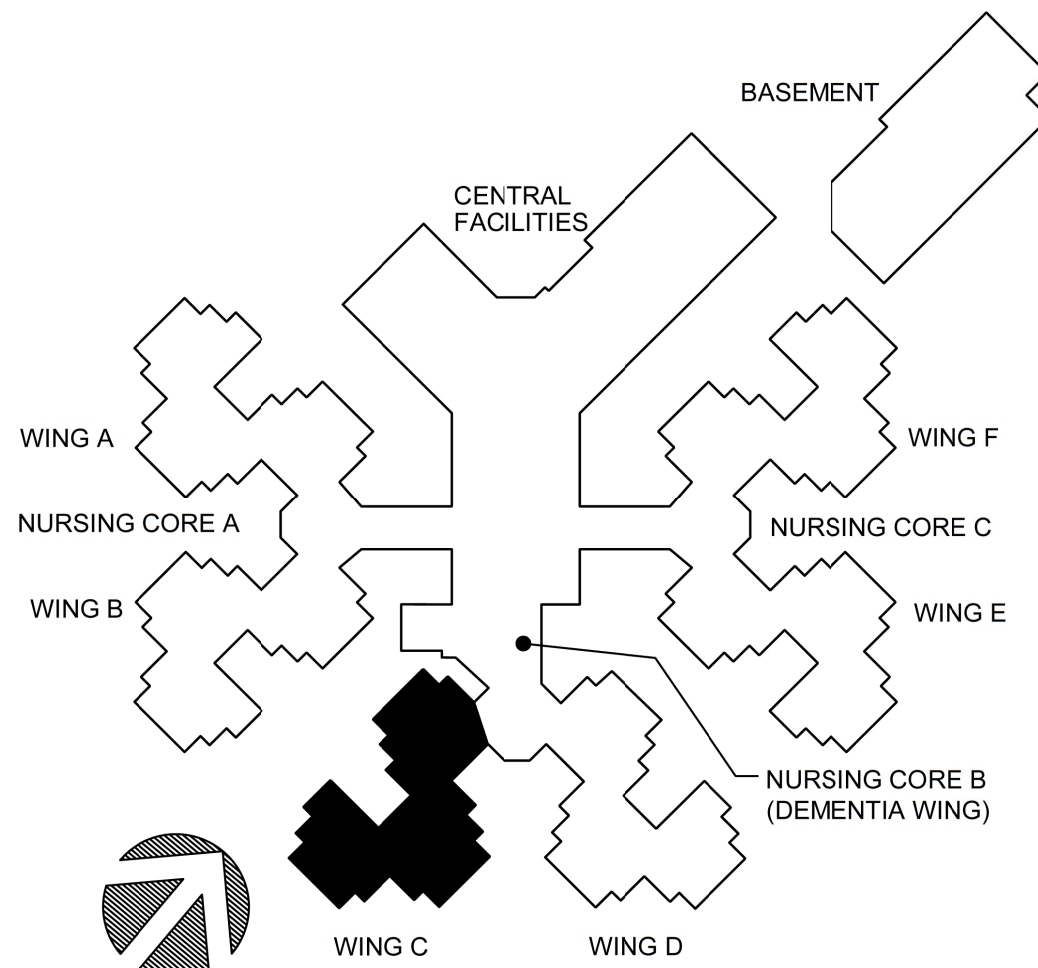 BASEMENT
CENTRAL
FACILITIES
WING A
WING F
NURSING CORE A
NURSING CORE C
WING B
WING E
NURSING CORE B
(DEMENTIA WING)
WING C
WING D